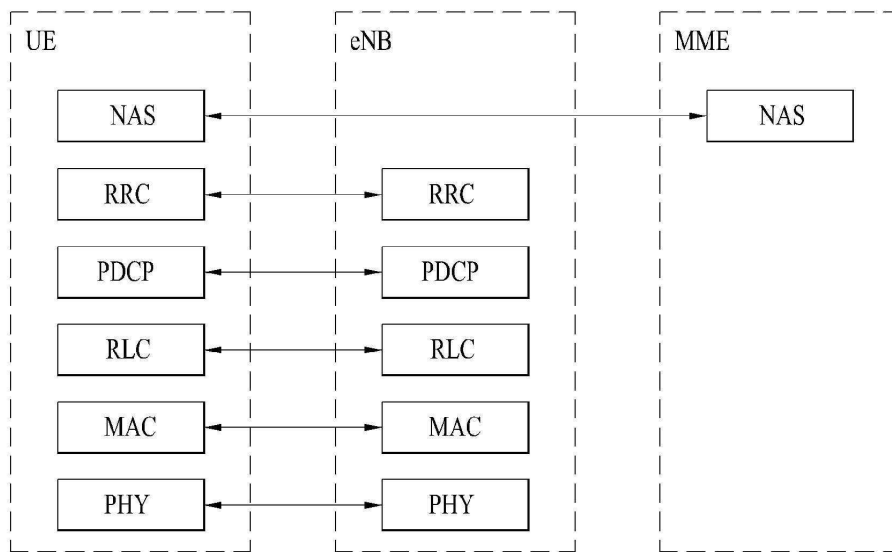 UE eNB MME
NAS NAS
RRC RRC
PDCP PDCP
RLC RLC
MAC MAC
PHY PHY